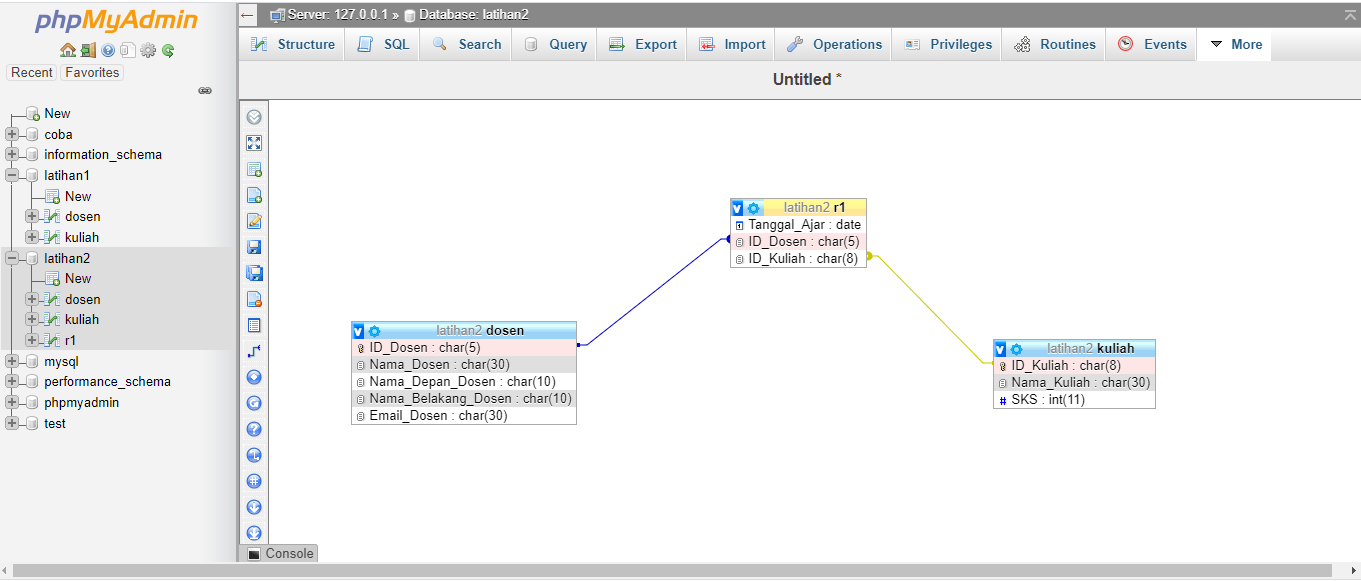 phpMyAdmin
Recent Favorites
New
coba
information_schema
latihan1
New
dosen
kuliah
latihan2
New
dosen
kuliah
r1
mysql
performance_schema
phpmyadmin
test
Server: 127.0.0.1 » Database: latihan2
Structure SQL Search Query Export Import Operations Privileges Routines Events More
Untitled *
latihan2 r1
Tanggal_Ajar : date
ID_Dosen : char(5)
ID_Kuliah : char(8)
latihan2 dosen
ID_Dosen : char(5)
Nama_Dosen : char(30)
Nama_Depan_Dosen : char(10)
Nama_Belakang_Dosen : char(10)
Email_Dosen : char(30)
latihan2 kuliah
ID_Kuliah : char(8)
Nama_Kuliah : char(30)
# SKS : int(11)
Console